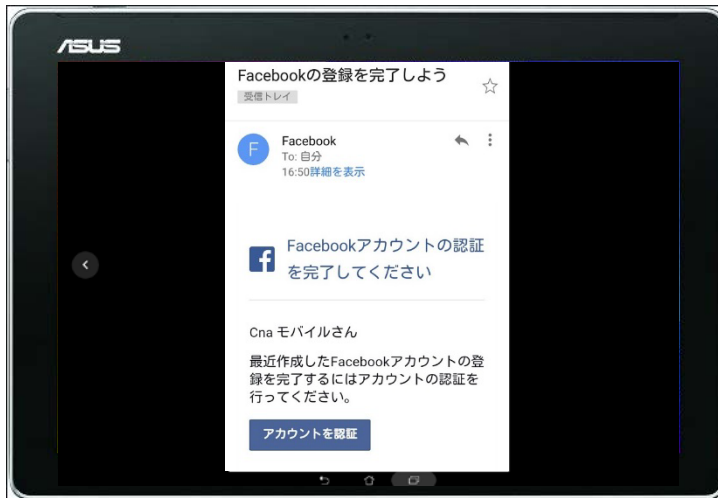 ASUS
Facebookの登録を完了しよう
受信トレイ
F
Facebook
To: 自分
16:50詳細を表示
f
Facebookアカウントの認証
を完了してください
Cna モバイルさん
最近作成したFacebookアカウントの登
録を完了するにはアカウントの認証を
行ってください。
アカウントを認証